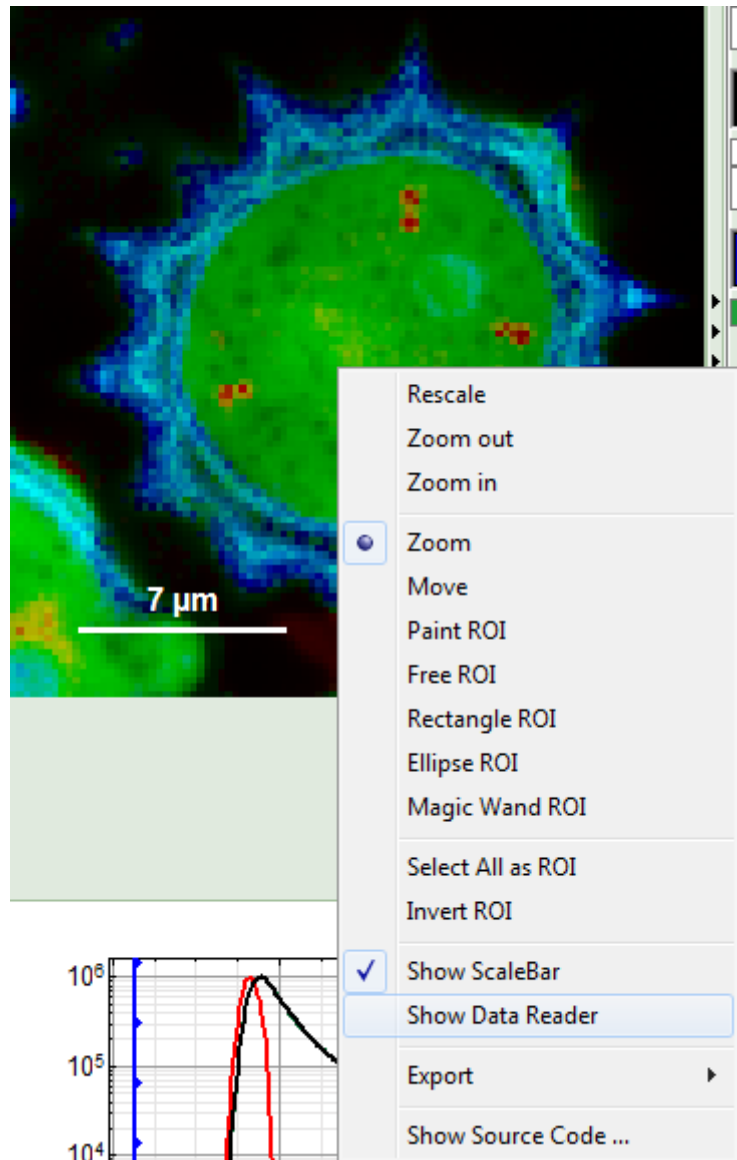 7 µm
Rescale
Zoom out
Zoom in
Zoom
Move
Paint ROI
Free ROI
Rectangle ROI
Ellipse ROI
Magic Wand ROI
Select All as ROI
Invert ROI
Show ScaleBar
Show Data Reader
Export
Show Source Code ...
10⁶
10⁵
10⁴